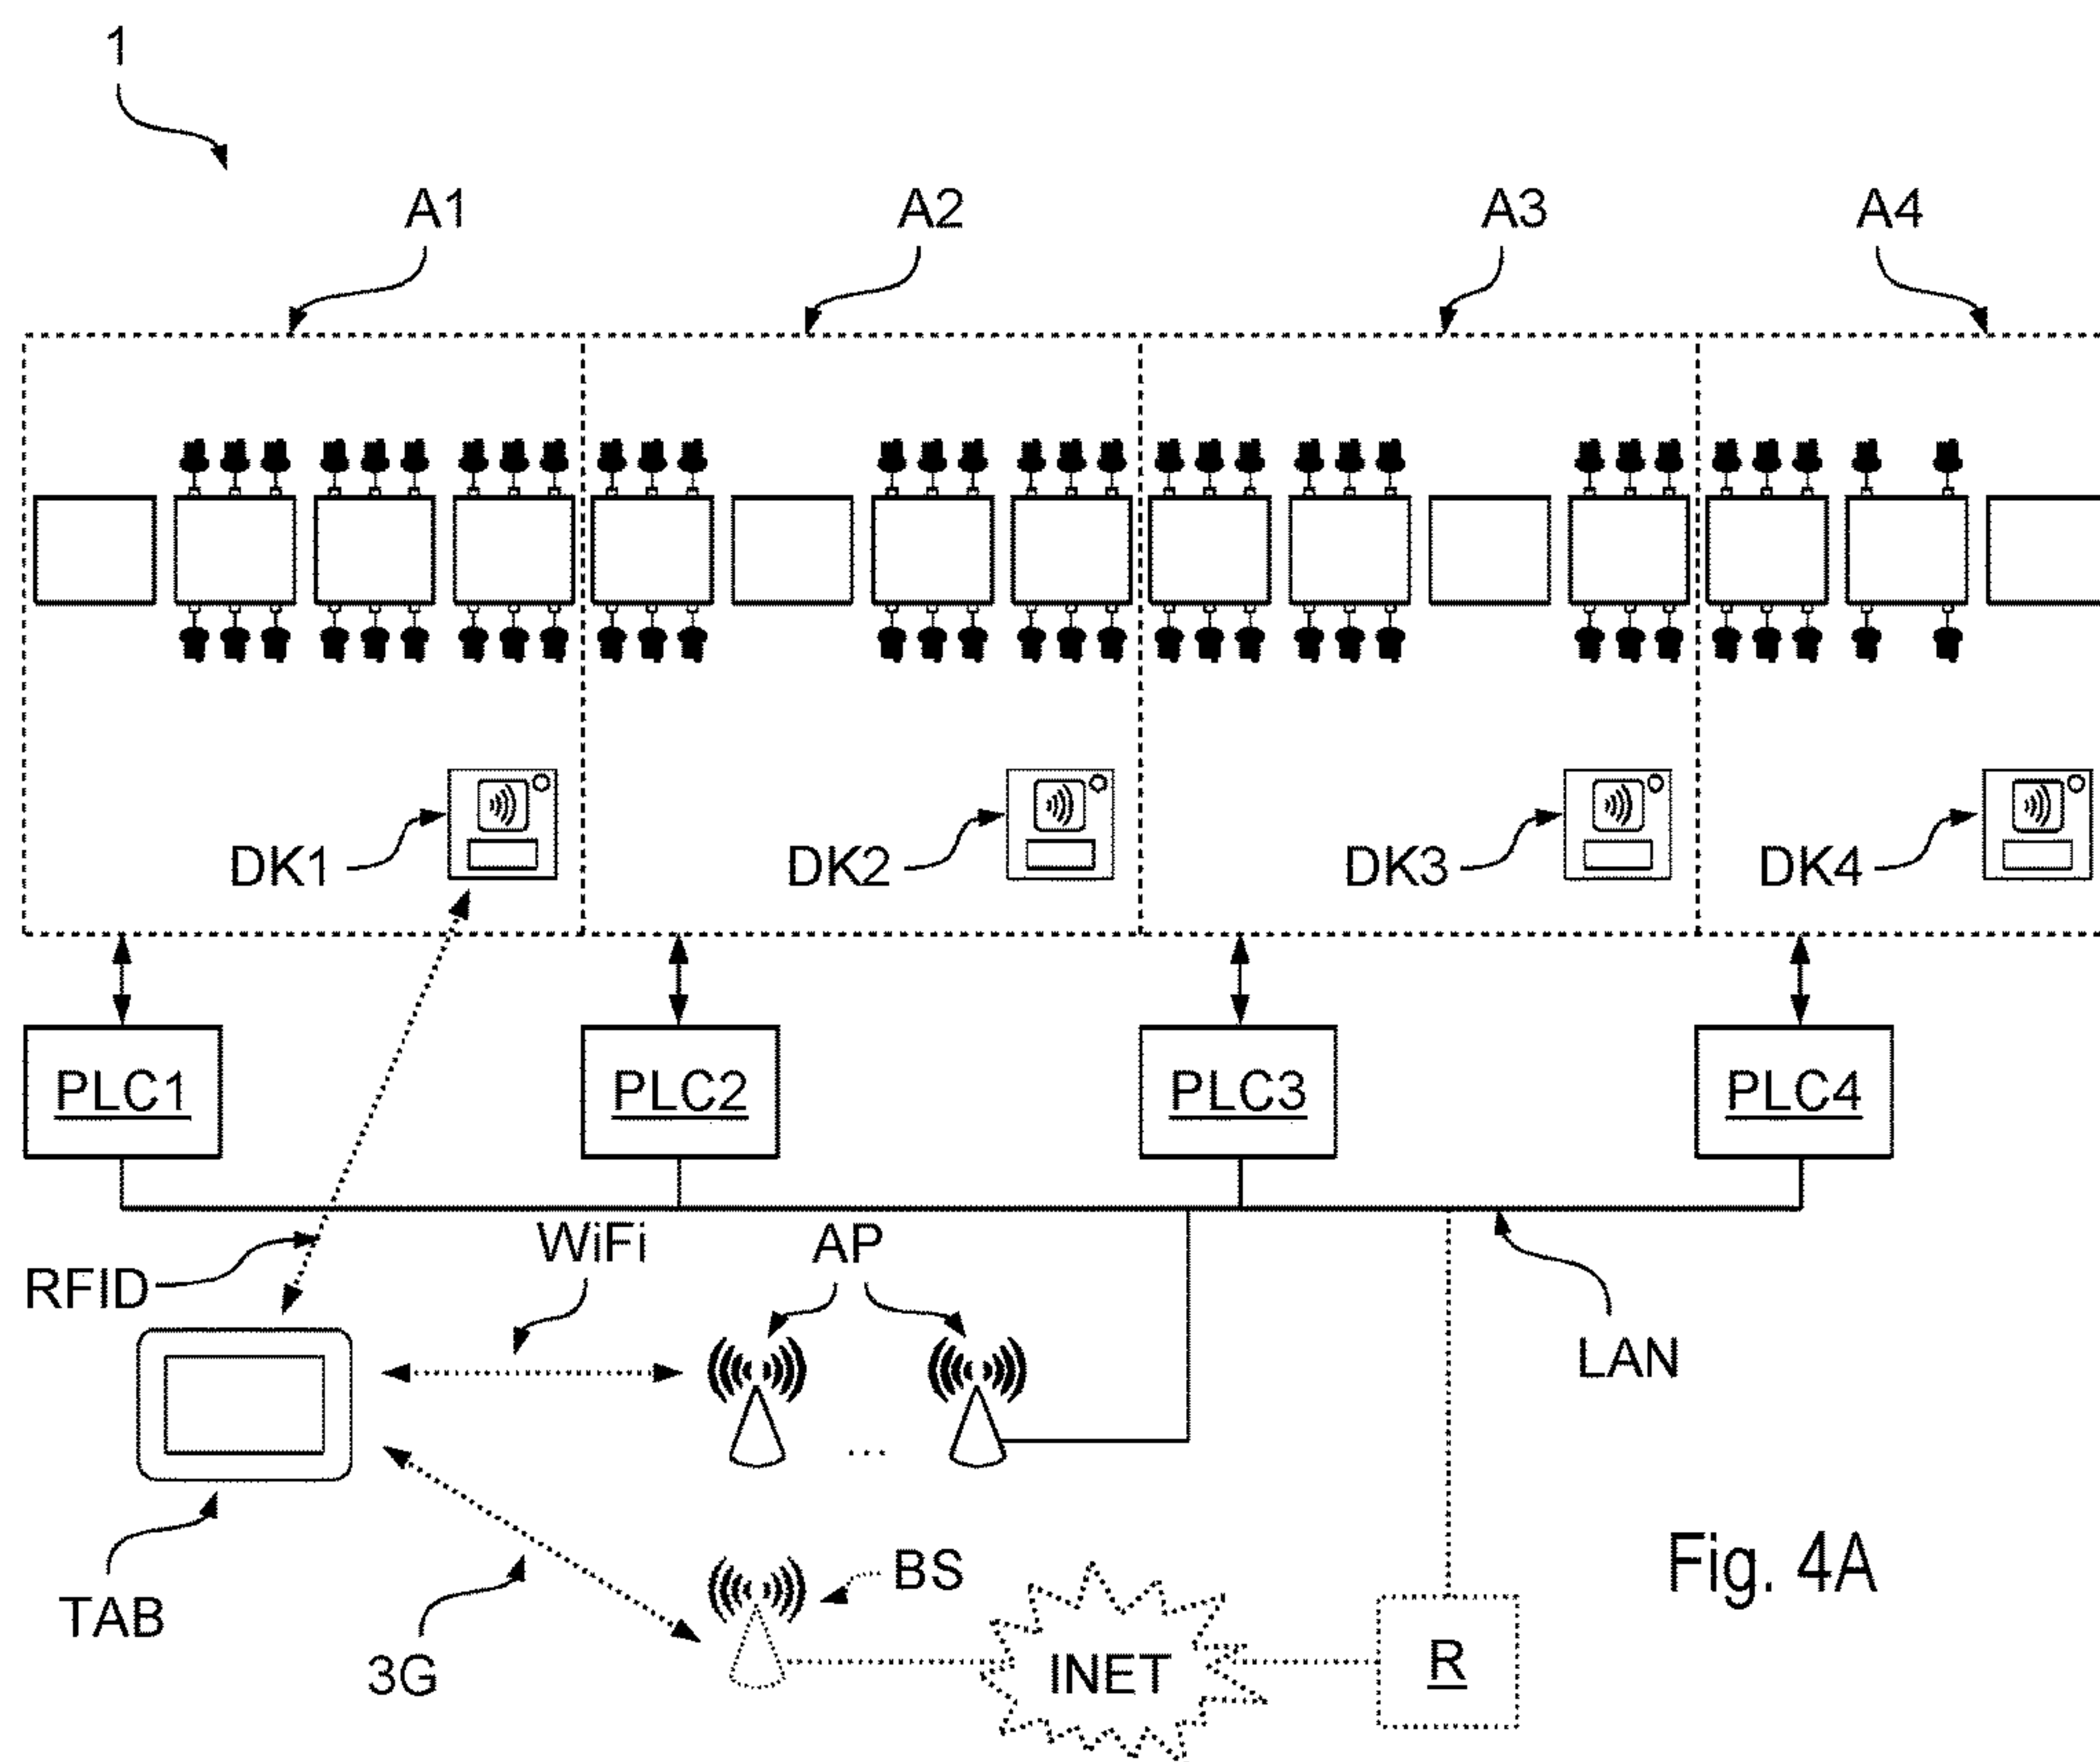 1
A1 A2 A3 A4
DK1 DK2 DK3 DK4
PLC1 PLC2 PLC3 PLC4
WiFi AP
RFID
LAN
Fig. 4A
BS
TAB
3G
INET
R